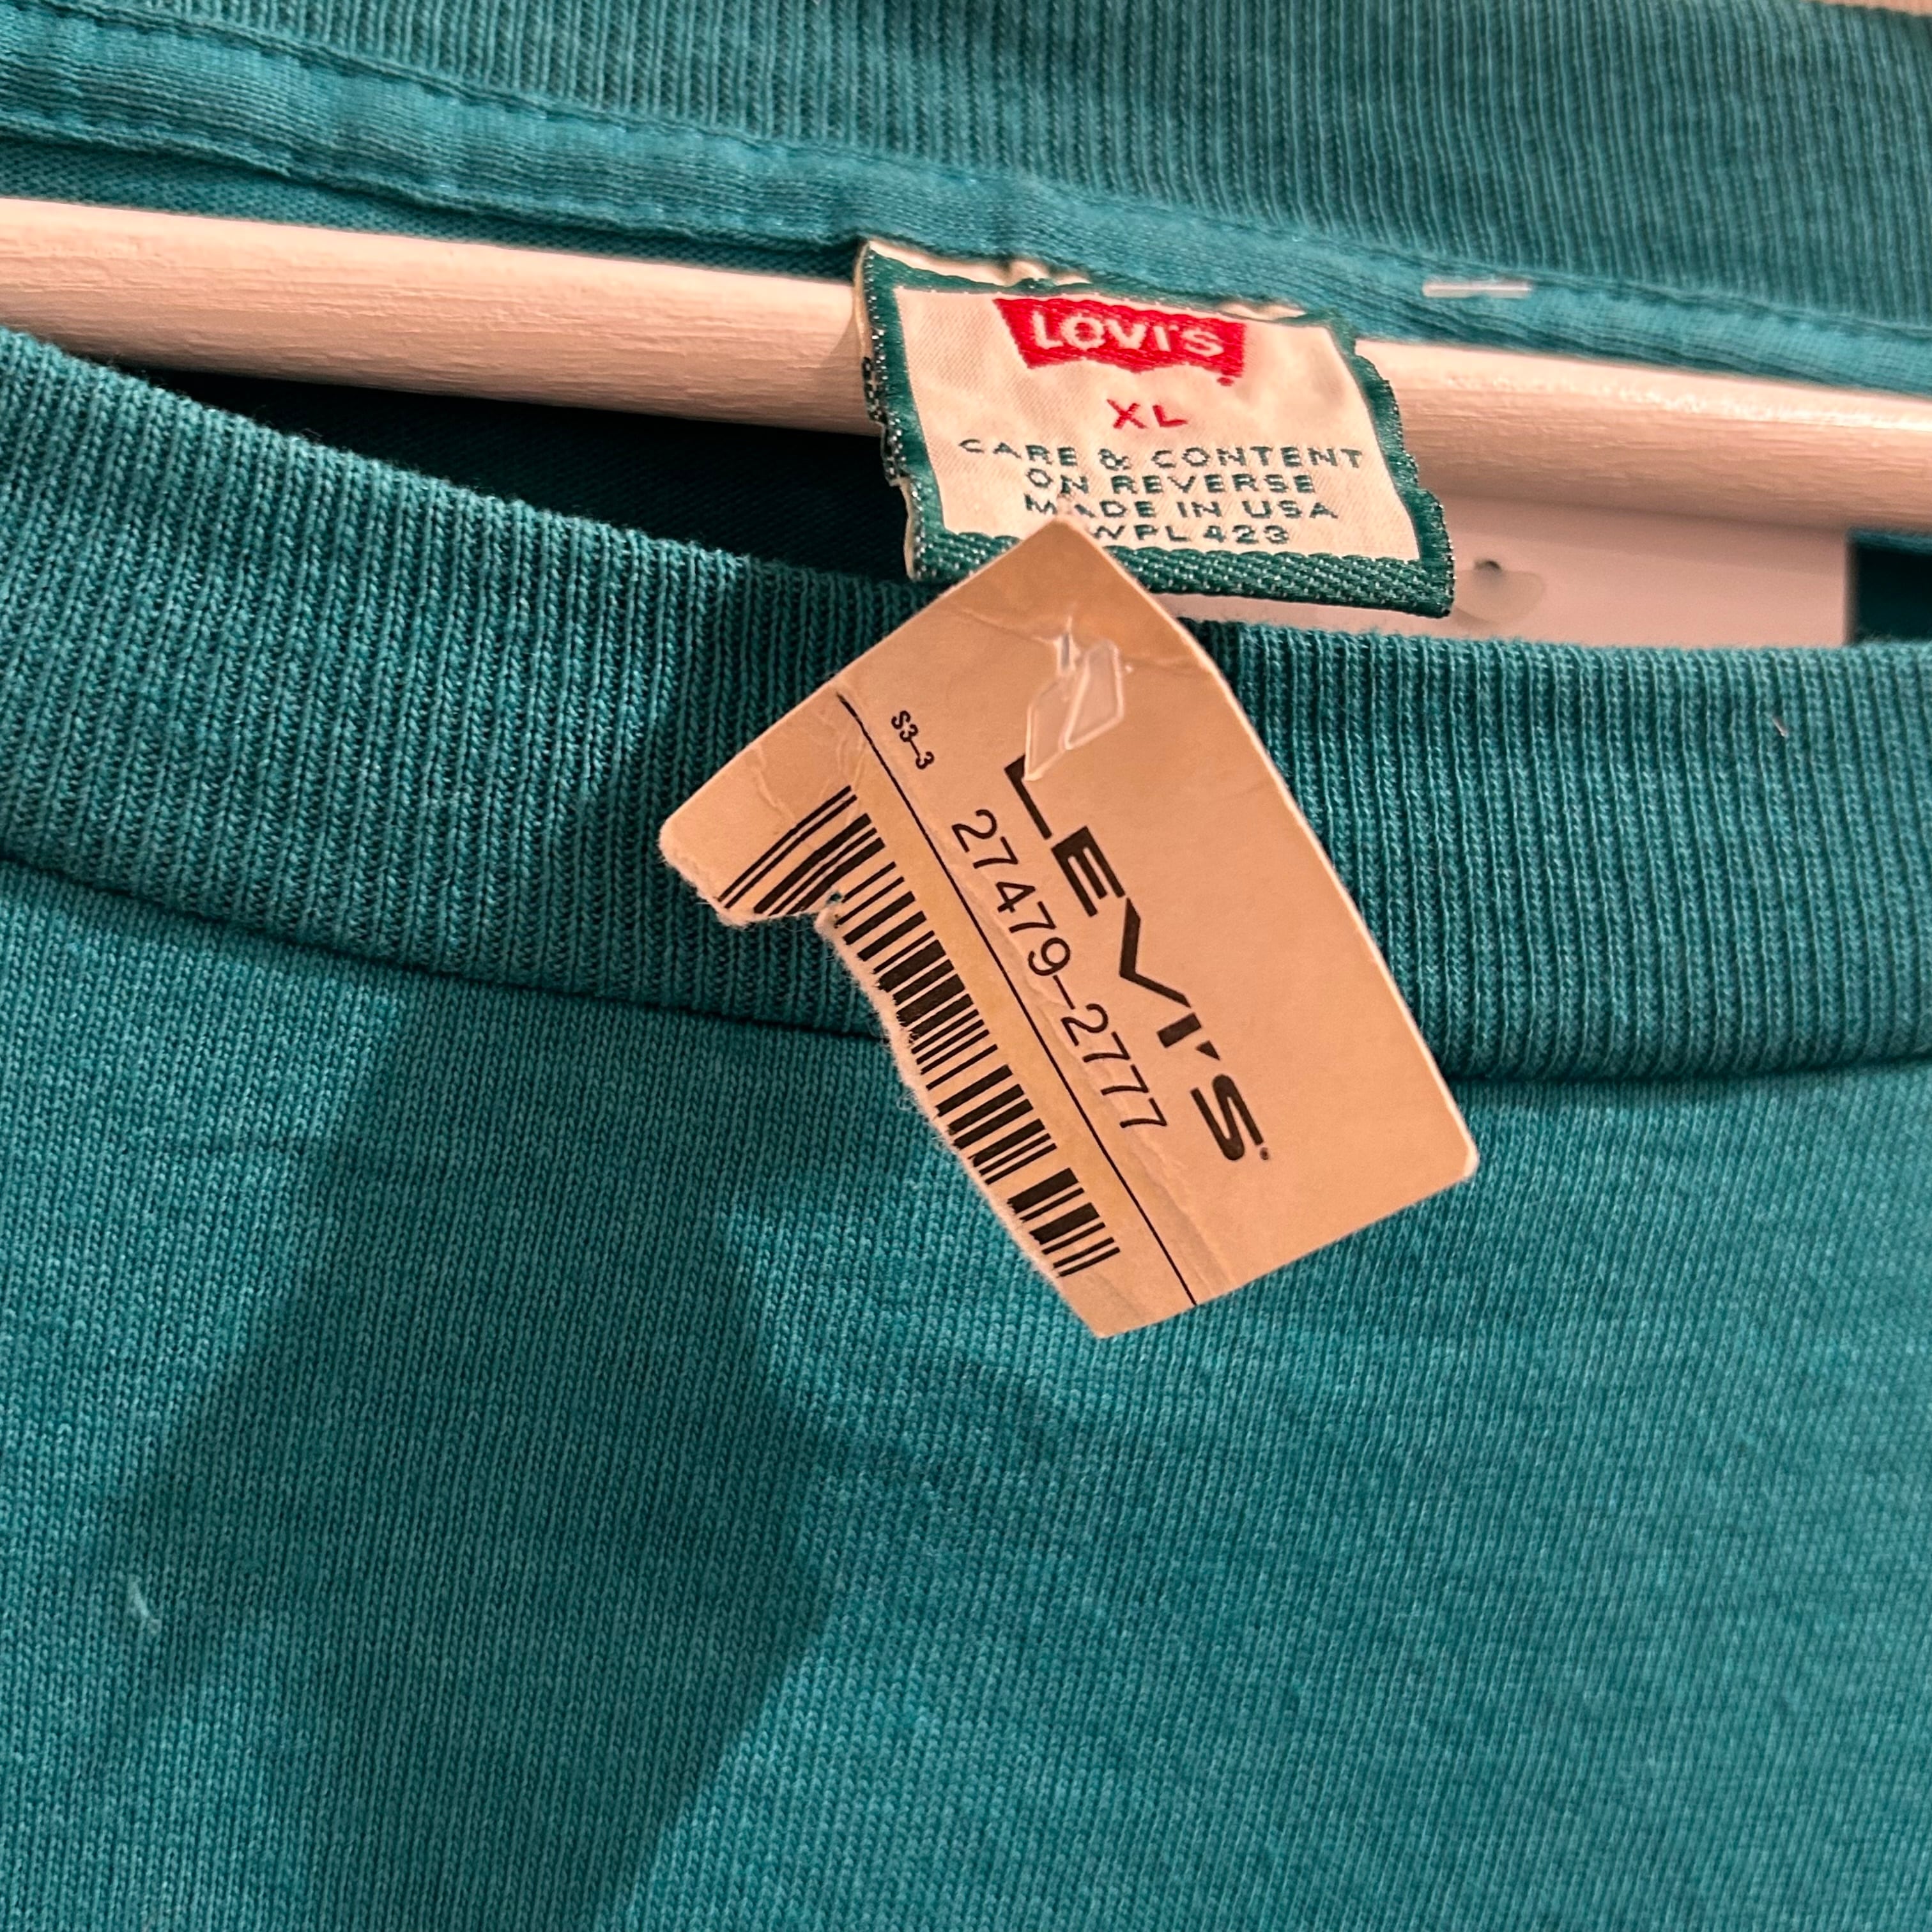 LEVI'S
XL
CARE & CONTENT
ON REVERSE
MADE IN USA
WPL 423
S3-3
LEVI'S®
27479-2777